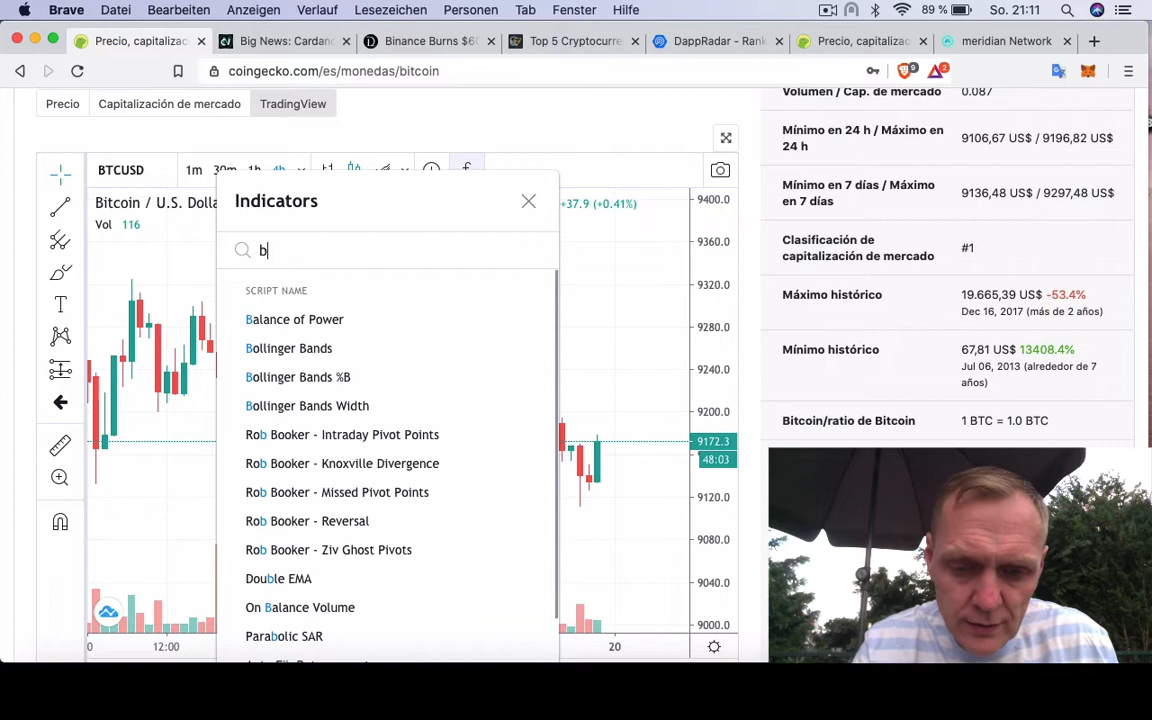 Brave Datei Bearbeiten Anzeigen Verlauf Lesezeichen Personen Tab Fenster Hilfe 89 % So. 21:11
Precio, capitalizac Big News: Cardano Binance Burns $60 Top 5 Cryptocurre DappRadar - Rank Precio, capitalizac meridian Network
coingecko.com/es/monedas/bitcoin 9 2
Precio Capitalización de mercado TradingView
BTCUSD 1m 30m 1h 4h
Bitcoin / U.S. Dolla +37.9 (+0.41%)
Vol 116
Indicators
b
SCRIPT NAME
Balance of Power
Bollinger Bands
Bollinger Bands %B
Bollinger Bands Width
Rob Booker - Intraday Pivot Points
Rob Booker - Knoxville Divergence
Rob Booker - Missed Pivot Points
Rob Booker - Reversal
Rob Booker - Ziv Ghost Pivots
Double EMA
On Balance Volume
Parabolic SAR
9400.0
9360.0
9320.0
9280.0
9240.0
9200.0
9172.3
48:03
9120.0
9080.0
9040.0
9000.0
0 12:00 20
Volumen / Cap. de mercado 0.087
Mínimo en 24 h / Máximo en 24 h 9106,67 US$ / 9196,82 US$
Mínimo en 7 días / Máximo en 7 días 9136,48 US$ / 9297,48 US$
Clasificación de capitalización de mercado #1
Máximo histórico 19.665,39 US$ -53.4%
Dec 16, 2017 (más de 2 años)
Mínimo histórico 67,81 US$ 13408.4%
Jul 06, 2013 (alrededor de 7 años)
Bitcoin/ratio de Bitcoin 1 BTC = 1.0 BTC